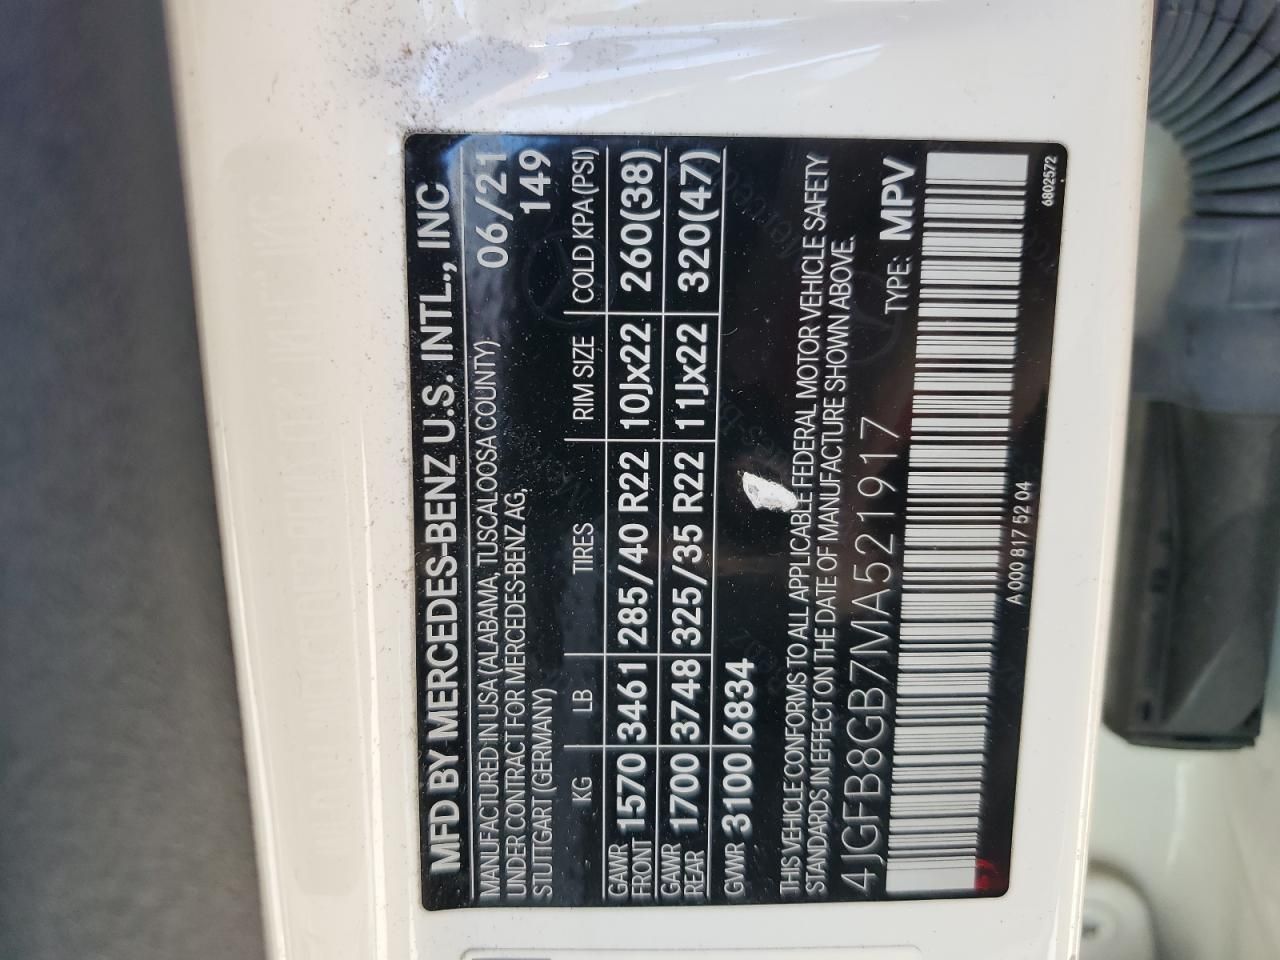 MFD BY MERCEDES-BENZ U.S. INTL., INC
MANUFACTURED IN USA (ALABAMA, TUSCALOOSA COUNTY) 06/21
UNDER CONTRACT FOR MERCEDES-BENZ AG, 149
STUTTGART (GERMANY)
KG LB TIRES RIM SIZE COLD KPA(PSI)
GAWR FRONT 1570 3461 285/40 R22 10Jx22 260(38)
GAWR REAR 1700 3748 325/35 R22 11Jx22 320(47)
GVWR 3100 6834
THIS VEHICLE CONFORMS TO ALL APPLICABLE FEDERAL MOTOR VEHICLE SAFETY
STANDARDS IN EFFECT ON THE DATE OF MANUFACTURE SHOWN ABOVE.
4JGFB8GB7MA521917 TYPE: MPV
A 000 817 52 04 6802572